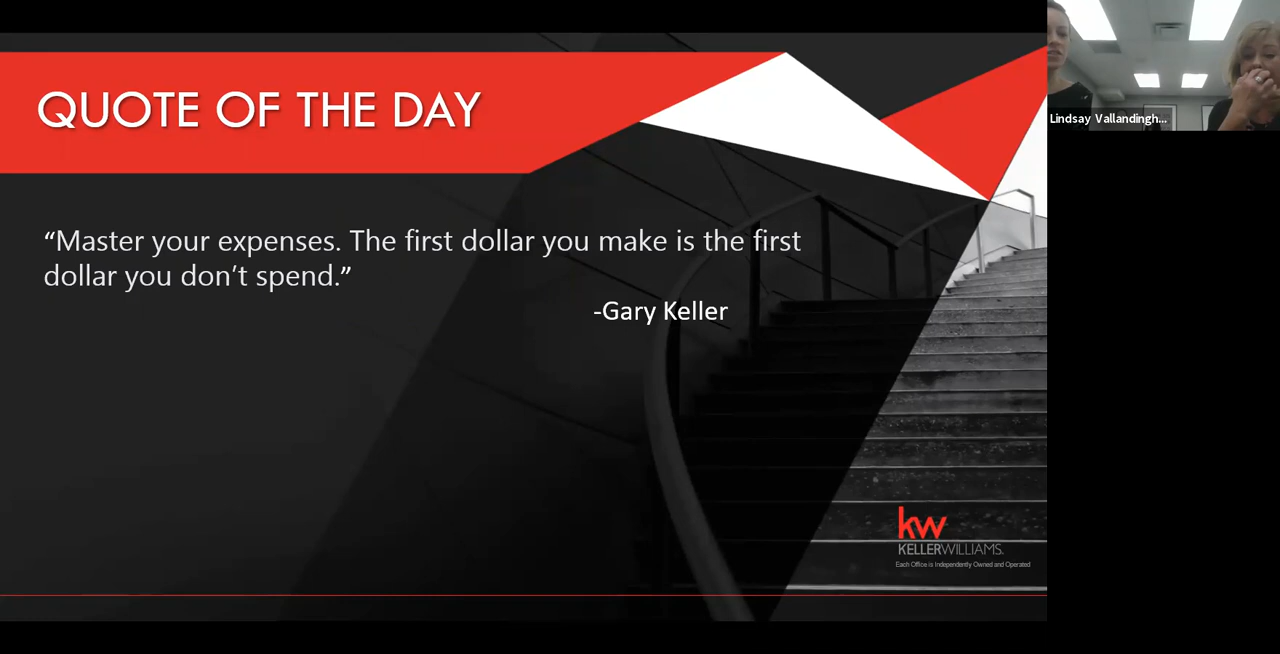 QUOTE OF THE DAY
“Master your expenses. The first dollar you make is the first
dollar you don’t spend.”
-Gary Keller
Lindsay Vallandingh...
kw
KELLERWILLIAMS.
Each Office is Independently Owned and Operated